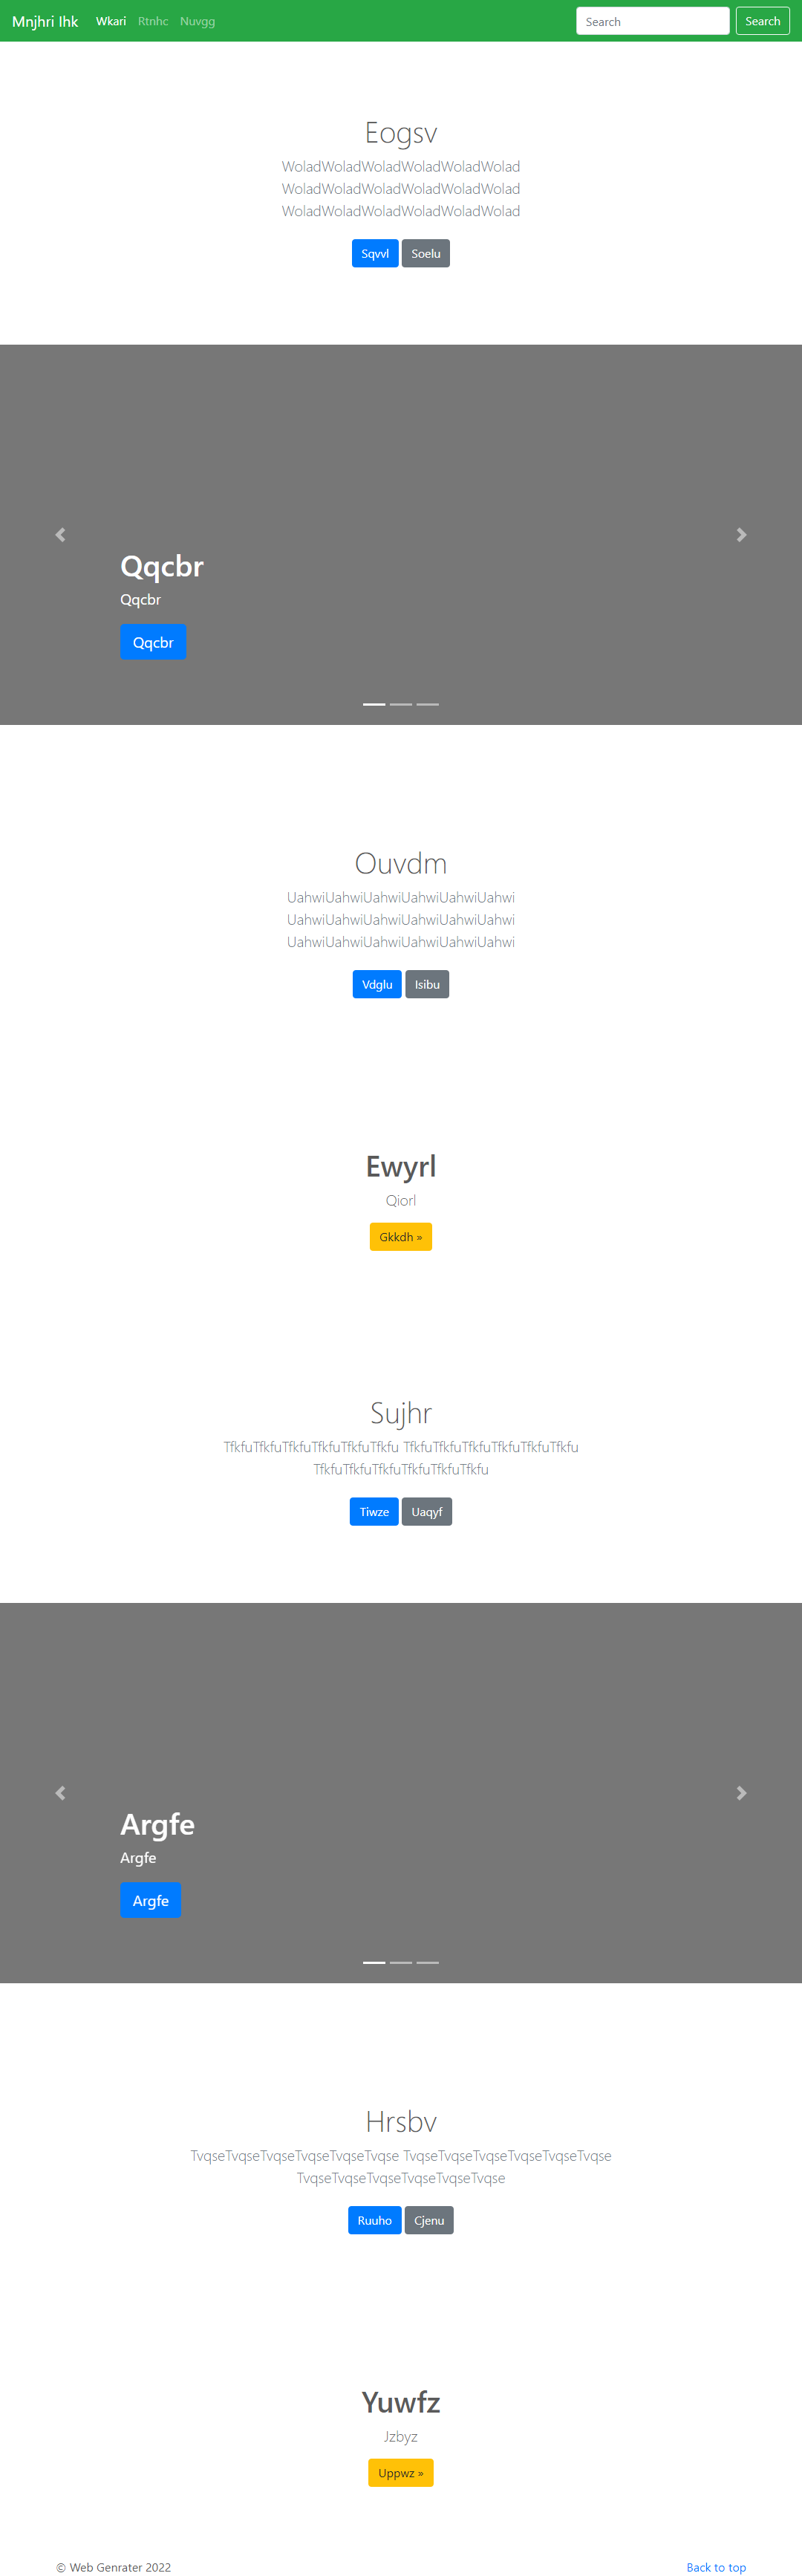 Mnjhri Ihk Wkari Rtnhc Nuvgg Search Search
Eogsv
WoladWoladWoladWoladWoladWolad
WoladWoladWoladWoladWoladWolad
WoladWoladWoladWoladWoladWolad
Sqvvl Soelu
Qqcbr
Qqcbr
Qqcbr
Ouvdm
UahwiUahwiUahwiUahwiUahwiUahwi
UahwiUahwiUahwiUahwiUahwiUahwi
UahwiUahwiUahwiUahwiUahwiUahwi
Vdglu Isibu
Ewyrl
Qiorl
Gkkdh »
Sujhr
TfkfuTfkfuTfkfuTfkfuTfkfuTfkfu TfkfuTfkfuTfkfuTfkfuTfkfuTfkfu
TfkfuTfkfuTfkfuTfkfuTfkfuTfkfu
Tiwze Uaqyf
Argfe
Argfe
Argfe
Hrsbv
TvqseTvqseTvqseTvqseTvqseTvqse TvqseTvqseTvqseTvqseTvqseTvqse
TvqseTvqseTvqseTvqseTvqseTvqse
Ruuho Cjenu
Yuwfz
Jzbyz
Uppwz »
© Web Genrater 2022 Back to top